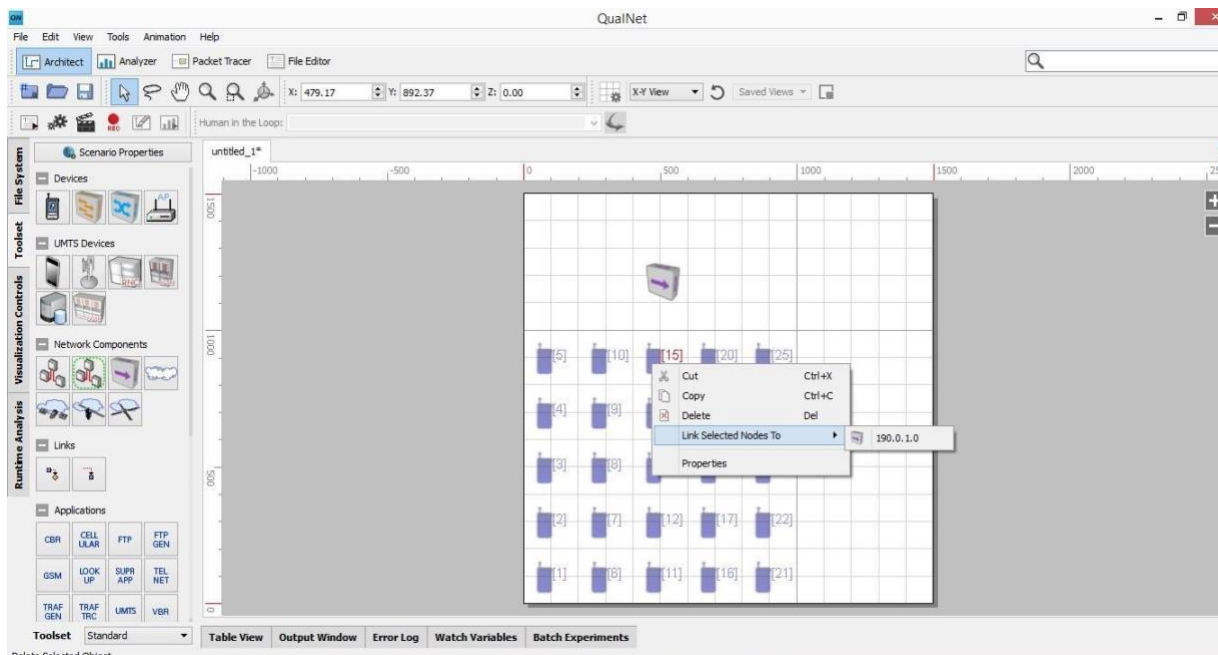 QN
QualNet
File Edit View Tools Animation Help
Architect Analyzer Packet Tracer File Editor
X: 479.17 Y: 892.37 Z: 0.00 X-Y View Saved Views
REC Human in the Loop:
File System
Toolset
Visualization Controls
Runtime Analysis
Scenario Properties
Devices
AP
UMTS Devices
RNC
Network Components
Links
Applications
CBR CELL ULAR FTP FTP GEN
GSM LOOK UP SUPR APP TEL NET
TRAF GEN TRAF TRC UMTS VBR
Toolset Standard
untitled_1*
-1000 -500 0 500 1000 1500 2000
1500
1000
500
0
[5] [10] [15] [20] [25]
[4] [9]
[3] [8]
[2] [7] [12] [17] [22]
[1] [6] [11] [16] [21]
Cut Ctrl+X
Copy Ctrl+C
Delete Del
Link Selected Nodes To 190.0.1.0
Properties
Table View Output Window Error Log Watch Variables Batch Experiments
Delete Selected Object